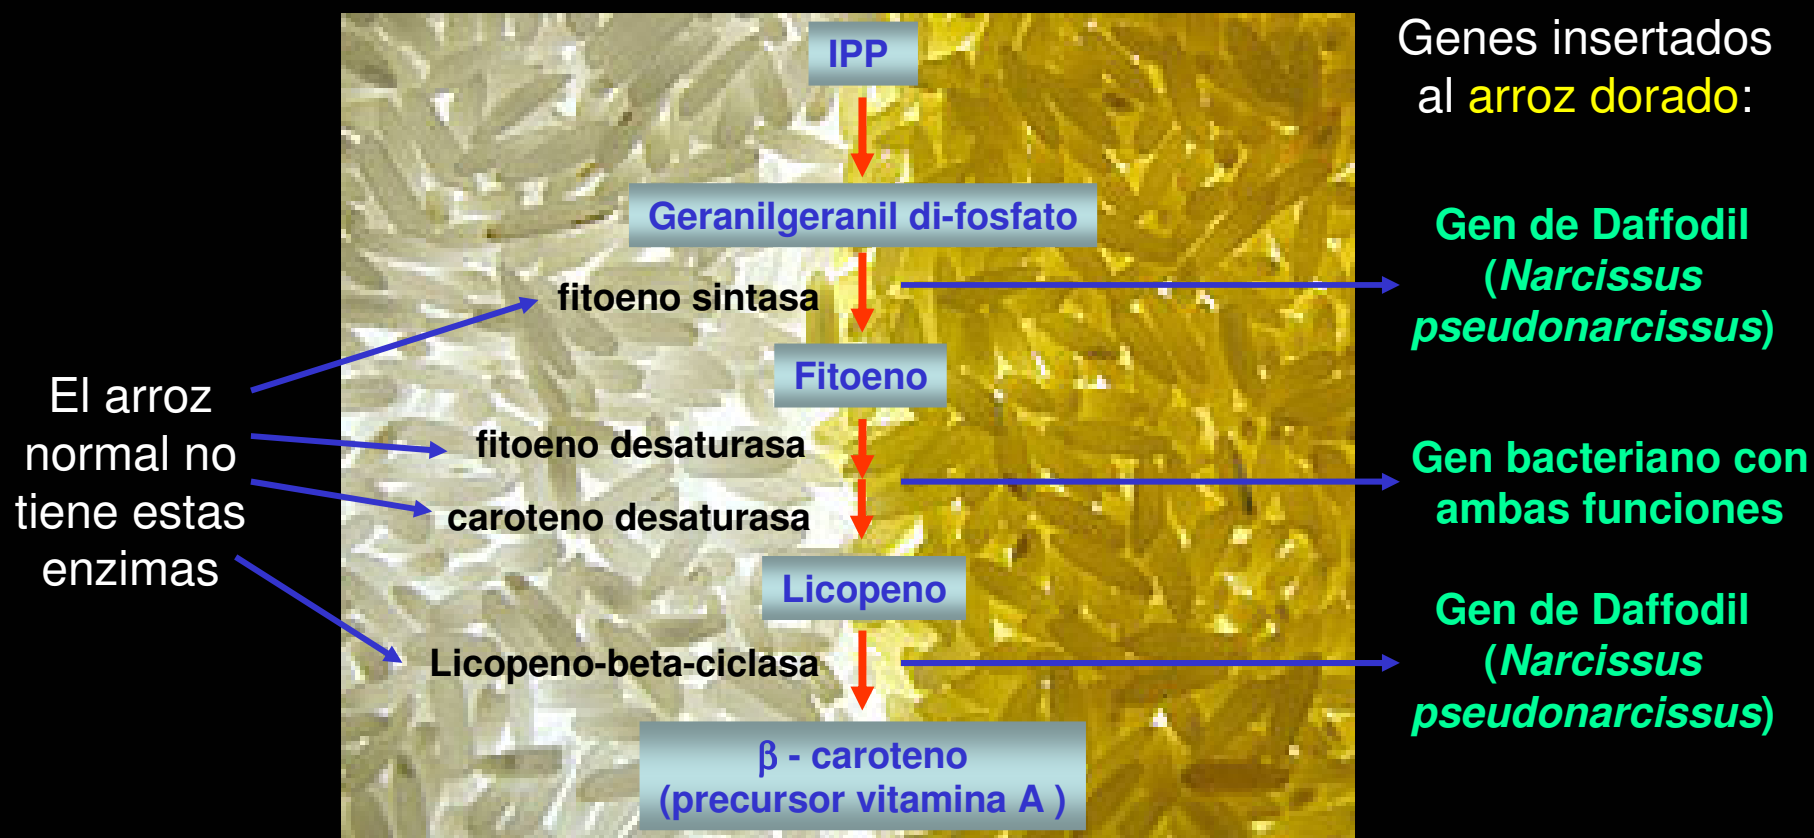 El arroz
normal no
tiene estas
enzimas
IPP
Geranilgeranil di-fosfato
fitoeno sintasa
Fitoeno
fitoeno desaturasa
caroteno desaturasa
Licopeno
Licopeno-beta-ciclasa
β - caroteno
(precursor vitamina A )
Genes insertados
al arroz dorado:
Gen de Daffodil
(Narcissus
pseudonarcissus)
Gen bacteriano con
ambas funciones
Gen de Daffodil
(Narcissus
pseudonarcissus)